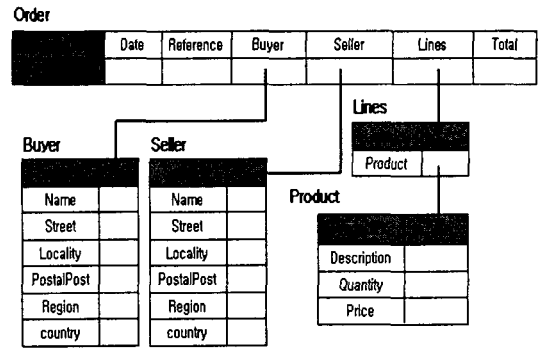 Order
Date Reference Buyer Seller Lines Total
Lines
Buyer Seller
Product
Product
Name Name
Street Street
Description
Locality Locality
Quantity
PostalPost PostalPost
Price
Region Region
country country